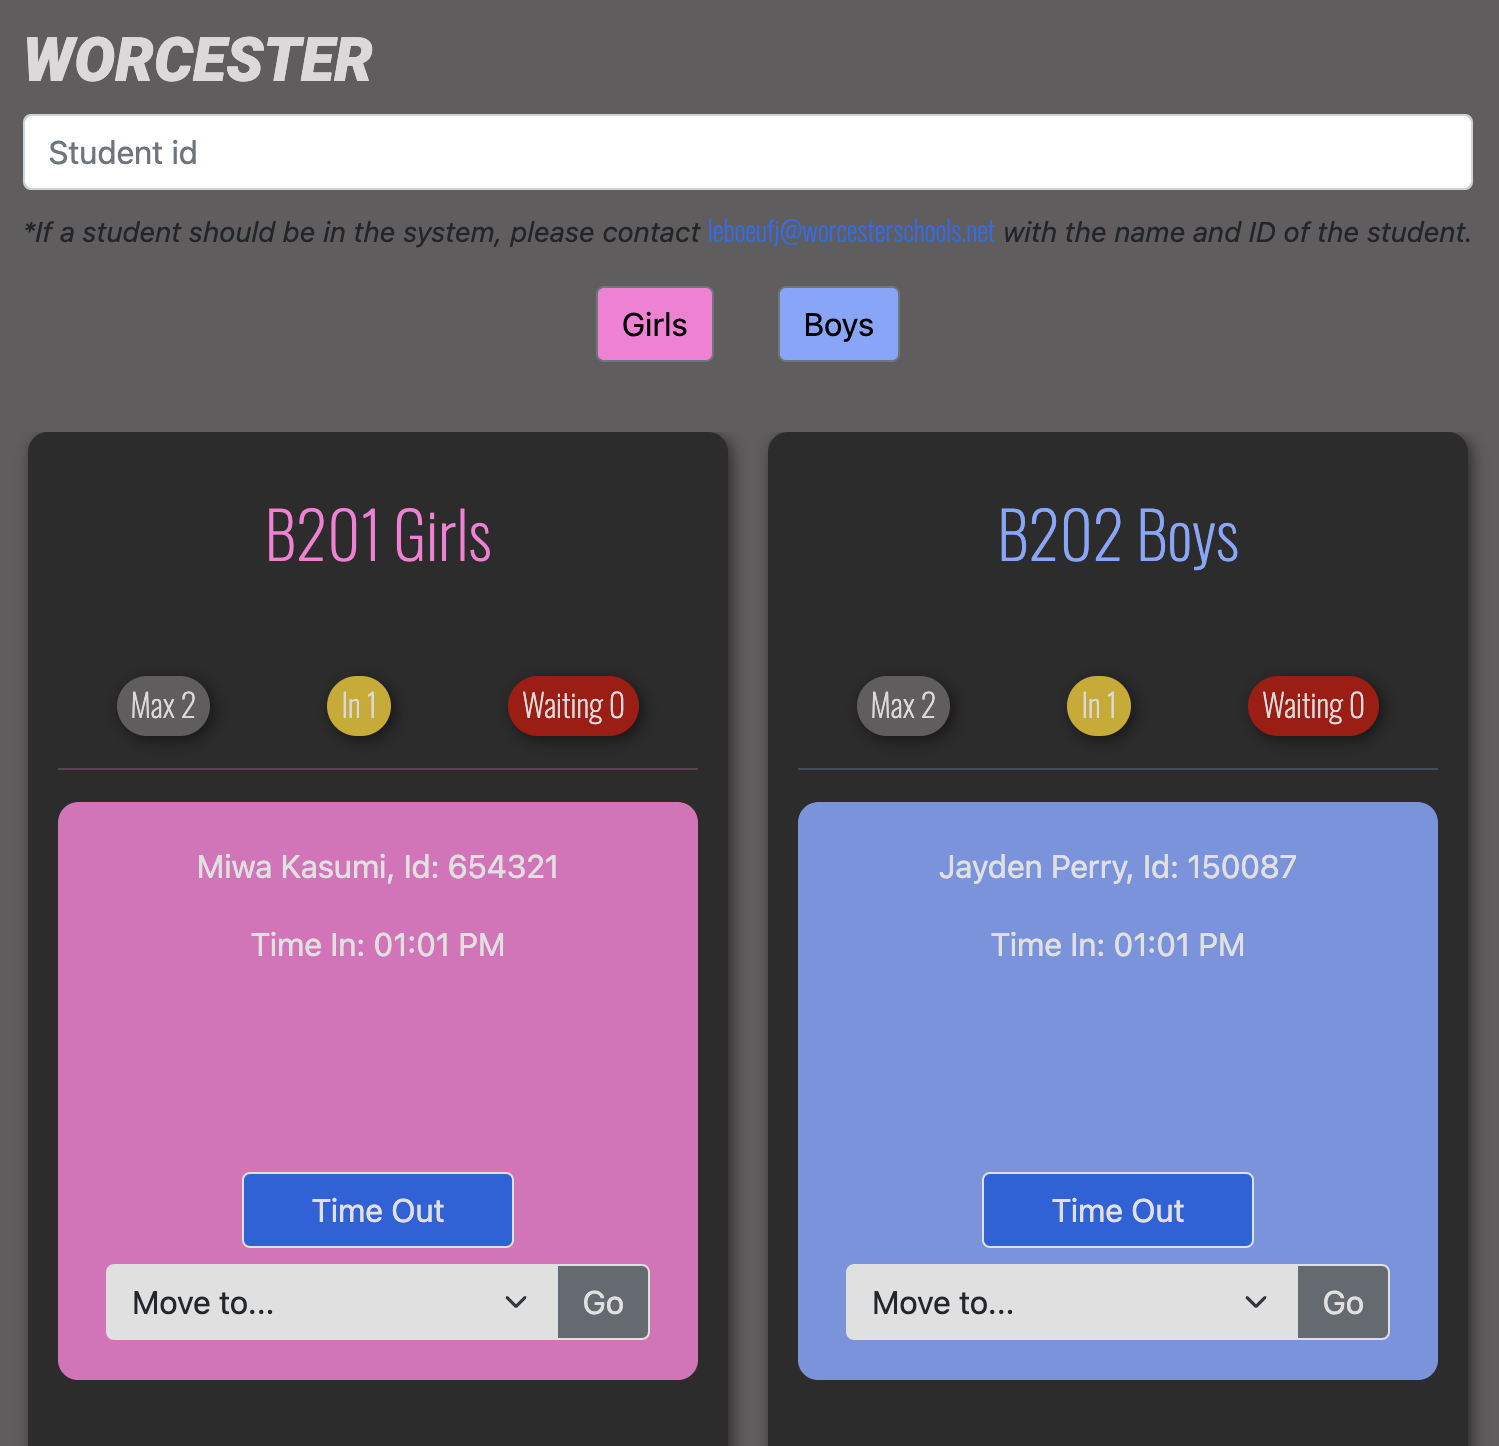 WORCESTER
Student id
*If a student should be in the system, please contact leboeufj@worcesterschools.net with the name and ID of the student.
Girls
Boys
B201 Girls
Max 2
In 1
Waiting 0
Miwa Kasumi, Id: 654321
Time In: 01:01 PM
Time Out
Move to...
Go
B202 Boys
Max 2
In 1
Waiting 0
Jayden Perry, Id: 150087
Time In: 01:01 PM
Time Out
Move to...
Go